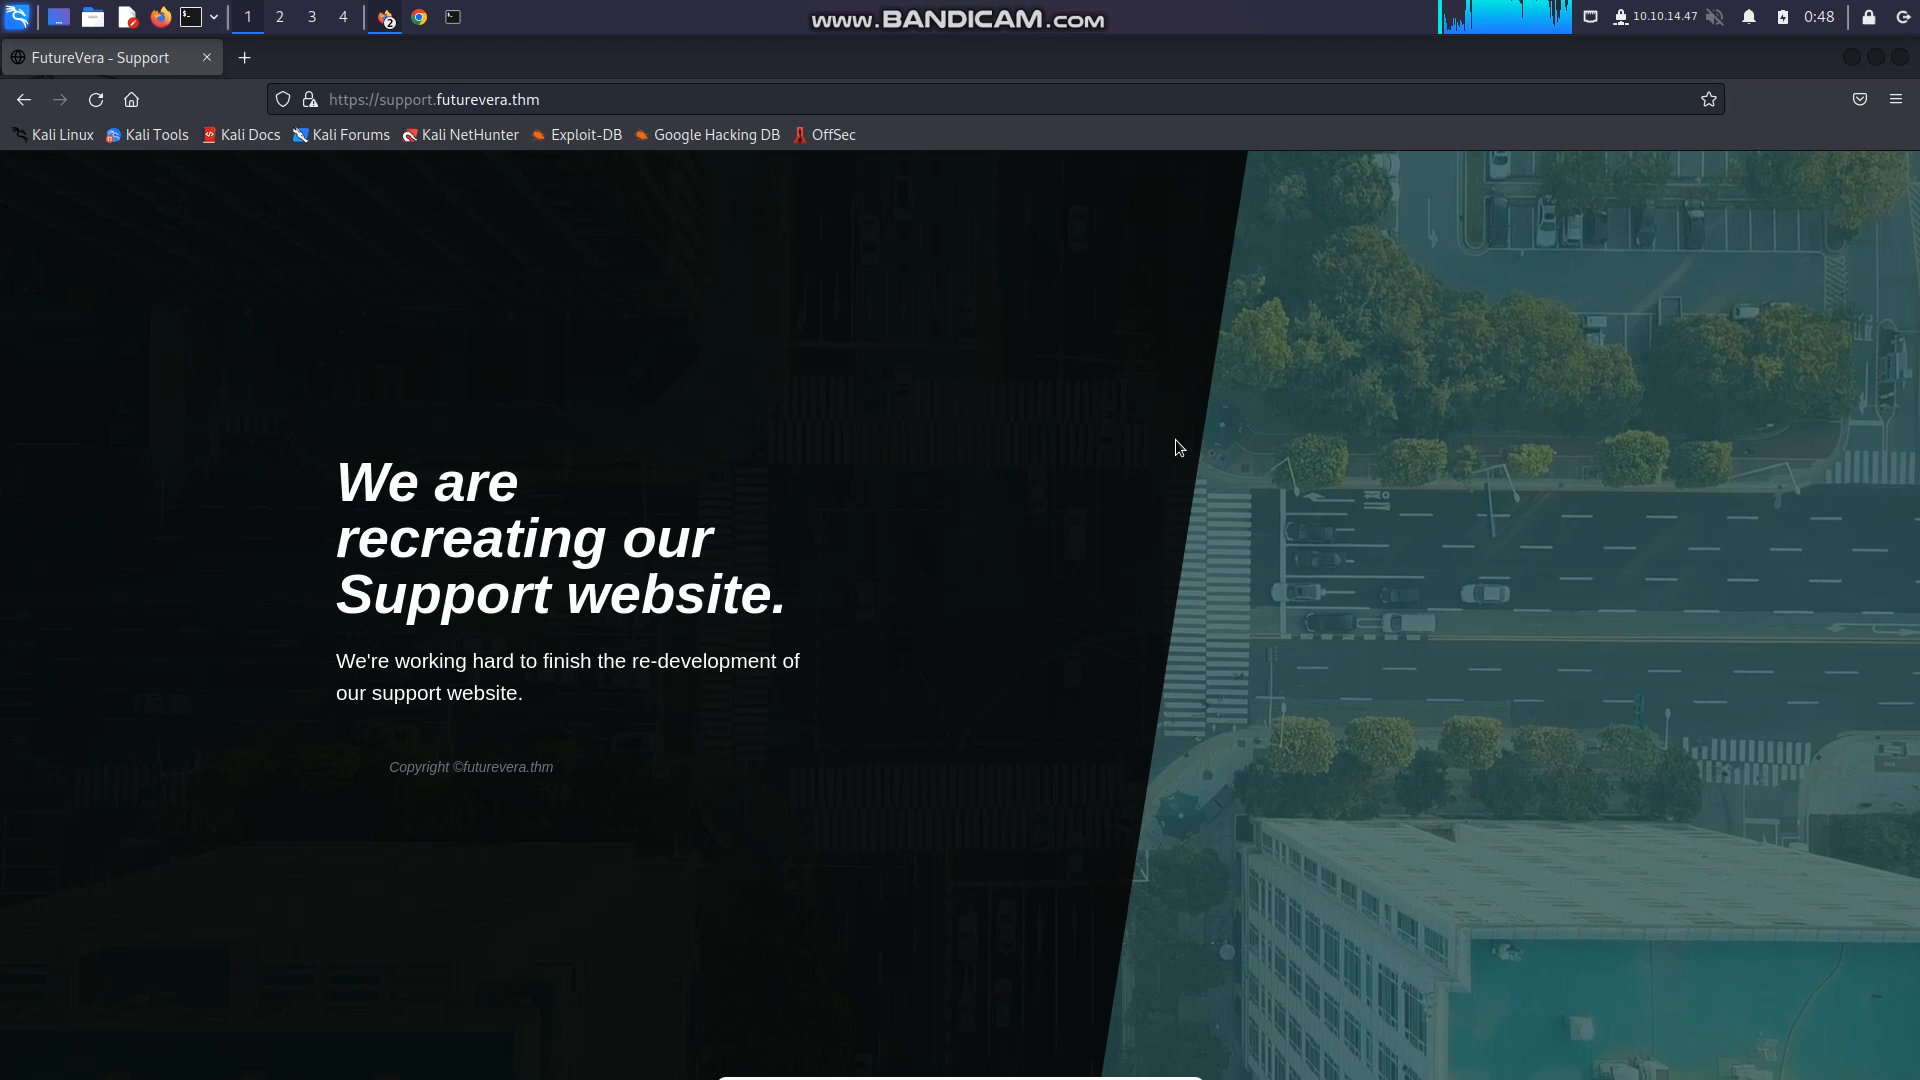 1 2 3 4
2
www.BANDICAM.com
10.10.14.47
0:48
FutureVera - Support
https://support.futurevera.thm
Kali Linux Kali Tools Kali Docs Kali Forums Kali NetHunter Exploit-DB Google Hacking DB OffSec
We are
recreating our
Support website.
We're working hard to finish the re-development of
our support website.
Copyright ©futurevera.thm